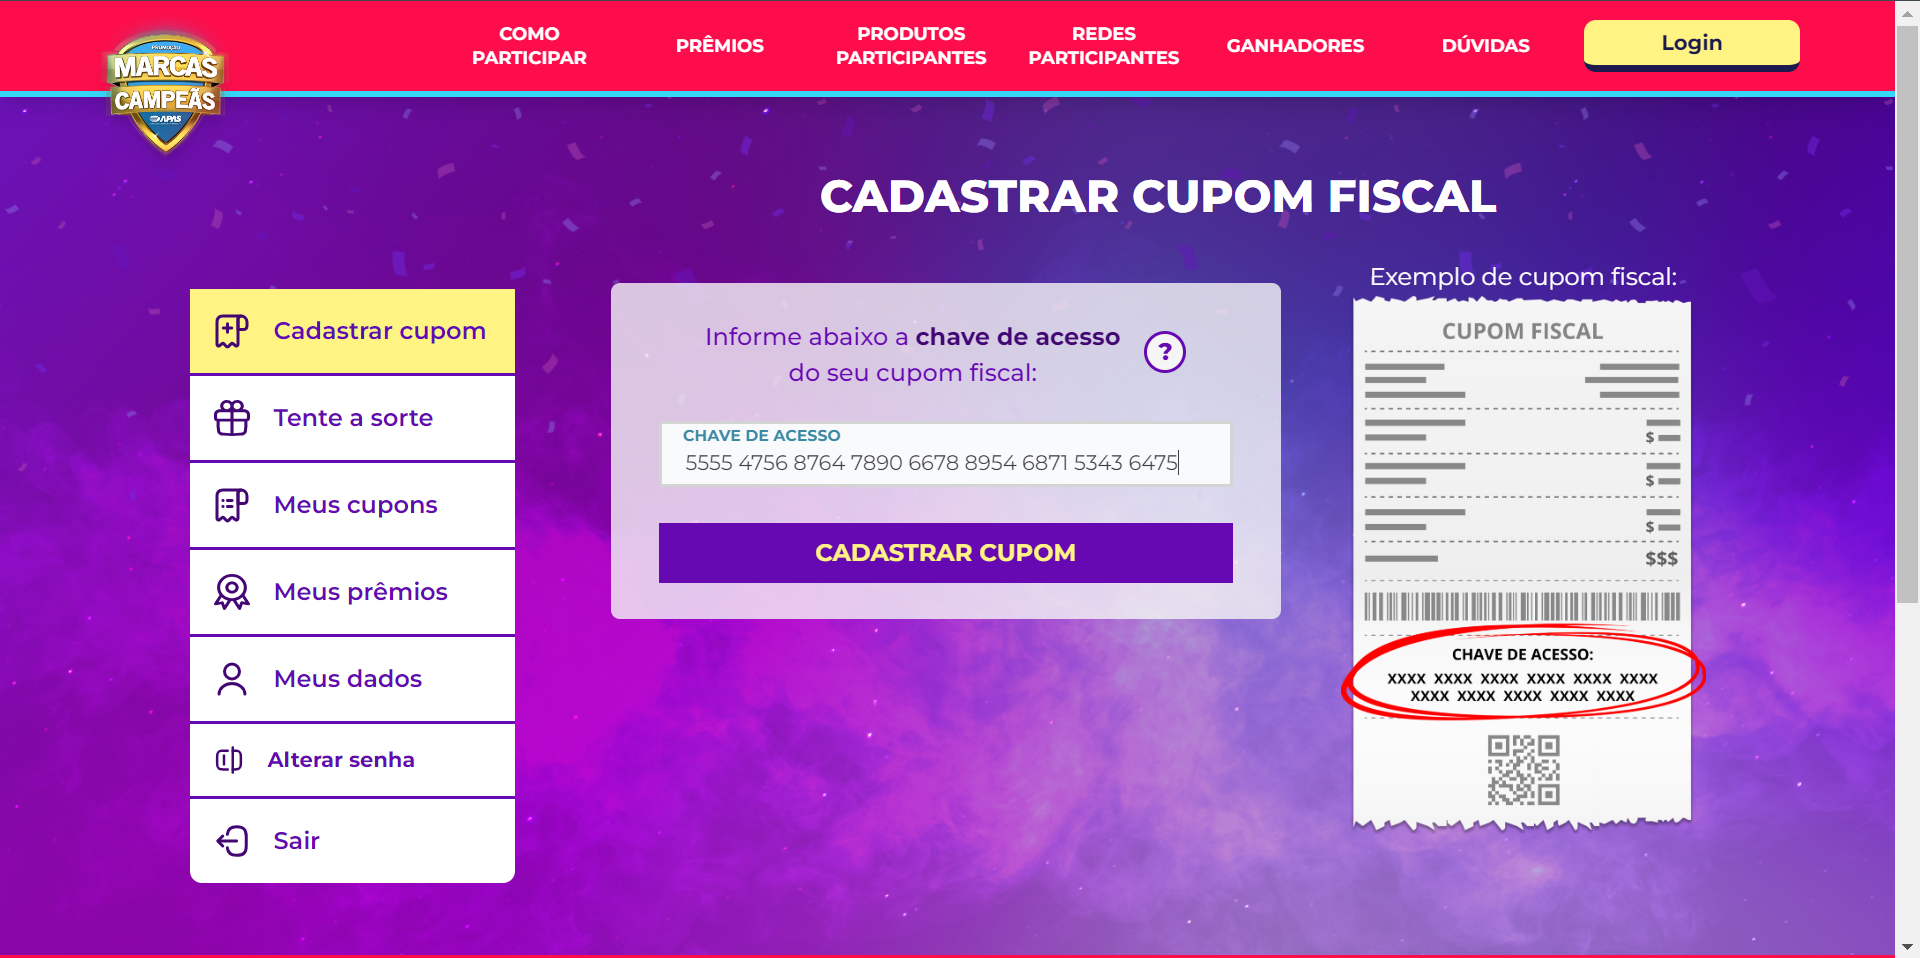 COMO
PARTICIPAR
PRÊMIOS
PRODUTOS
PARTICIPANTES
REDES
PARTICIPANTES
GANHADORES
DÚVIDAS
Login
PROMOÇÃO
MARCAS
CAMPEÃS
APAS
CADASTRAR CUPOM FISCAL
Cadastrar cupom
Tente a sorte
Meus cupons
Meus prêmios
Meus dados
Alterar senha
Sair
Informe abaixo a chave de acesso
do seu cupom fiscal:
?
CHAVE DE ACESSO
5555 4756 8764 7890 6678 8954 6871 5343 6475
CADASTRAR CUPOM
Exemplo de cupom fiscal:
CUPOM FISCAL
$
$
$
$$$
CHAVE DE ACESSO:
XXXX XXXX XXXX XXXX XXXX XXXX
XXXX XXXX XXXX XXXX XXXX